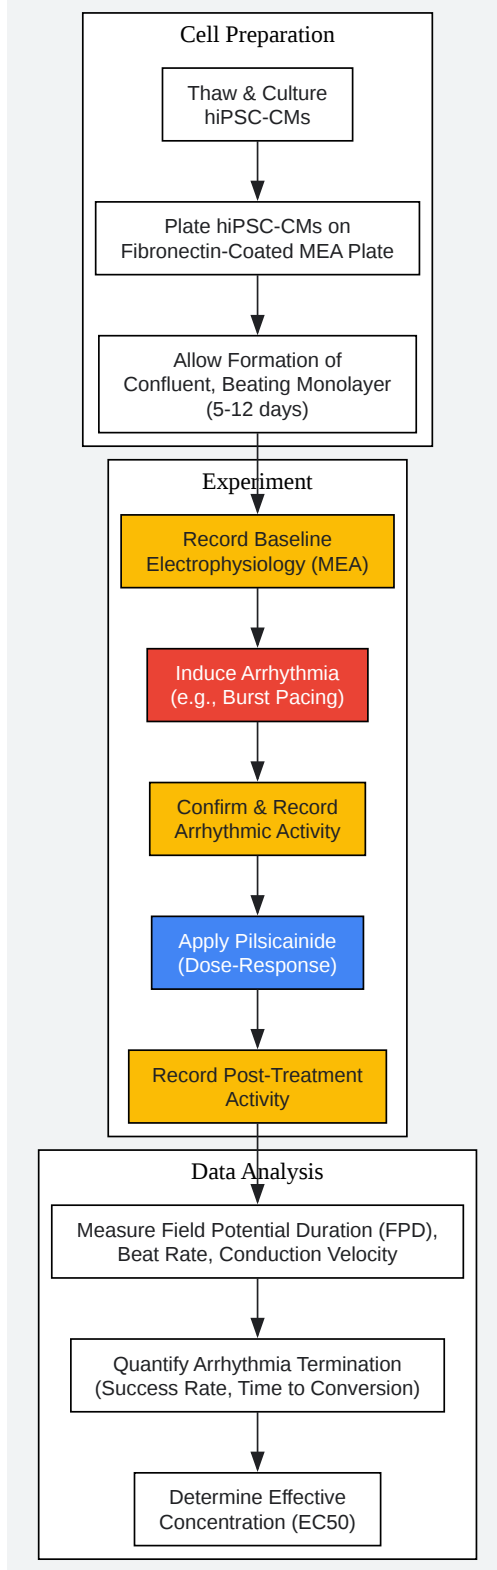 Cell Preparation
Thaw & Culture
hiPSC-CMs
Plate hiPSC-CMs on
Fibronectin-Coated MEA Plate
Allow Formation of
Confluent, Beating Monolayer
(5-12 days)
Experiment
Record Baseline
Electrophysiology (MEA)
Induce Arrhythmia
(e.g., Burst Pacing)
Confirm & Record
Arrhythmic Activity
Apply Pilsicainide
(Dose-Response)
Record Post-Treatment
Activity
Data Analysis
Measure Field Potential Duration (FPD),
Beat Rate, Conduction Velocity
Quantify Arrhythmia Termination
(Success Rate, Time to Conversion)
Determine Effective
Concentration (EC50)